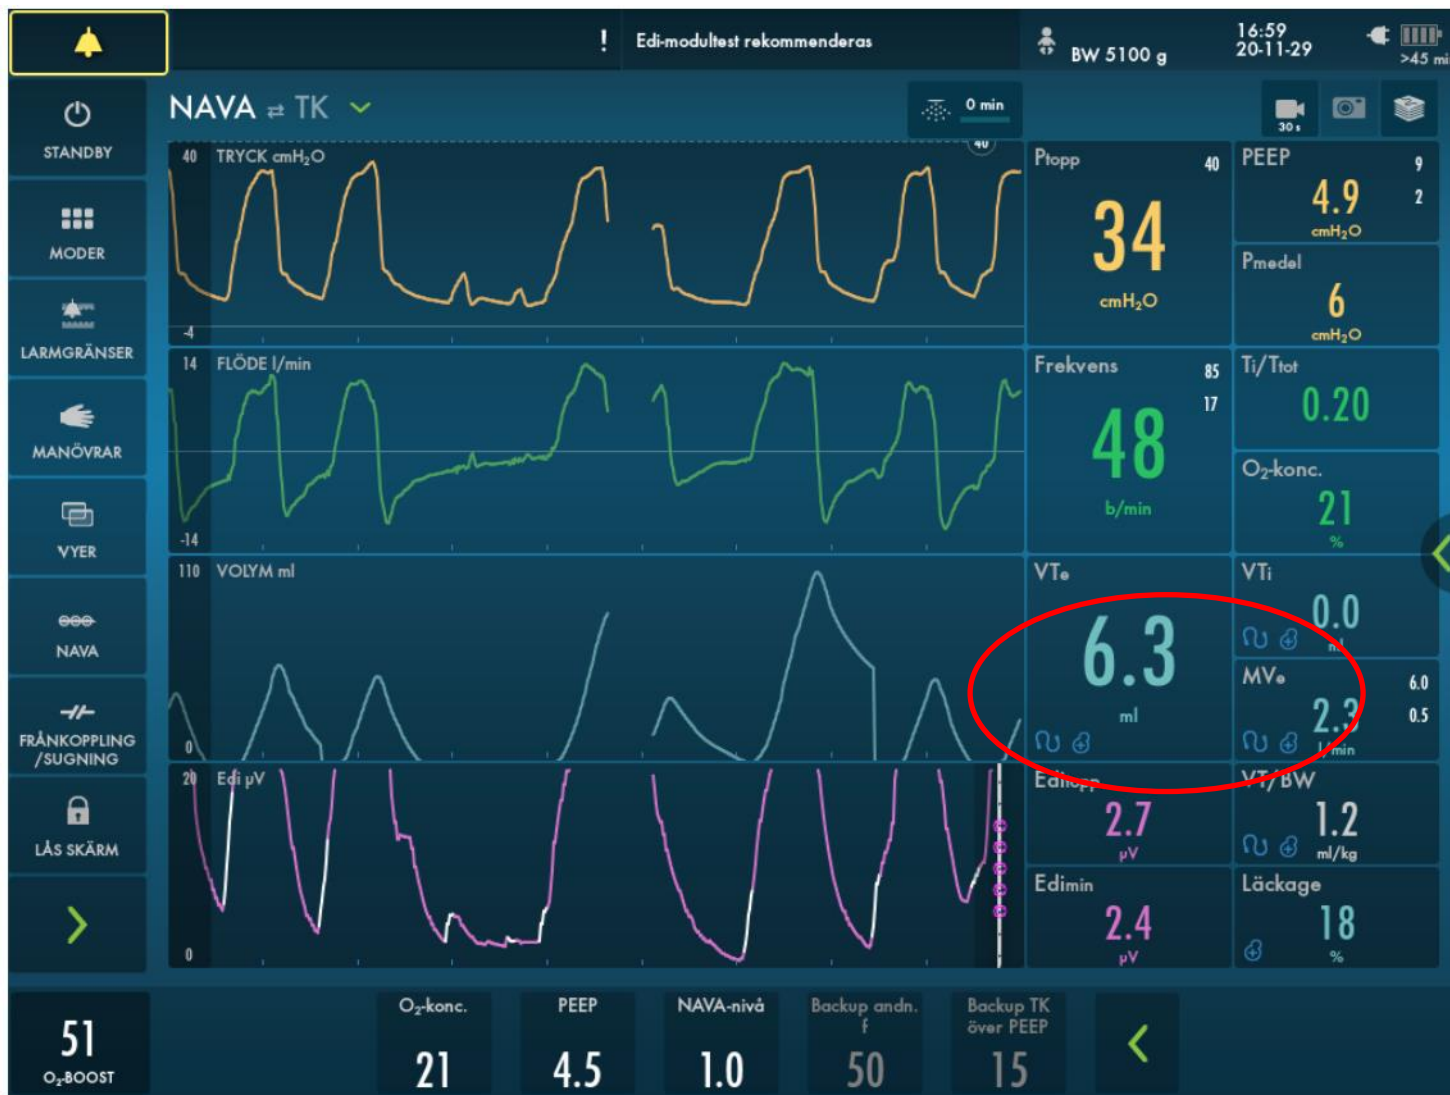 ! Edi-modultest rekommenderas
BW 5100 g
16:59
20-11-29
>45 mi
STANDBY
MODER
LARMGRÄNSER
MANÖVRAR
VYER
NAVA
FRÅNKOPPLING
/SUGNING
LÅS SKÄRM
NAVA ⇄ TK
0 min
30 s
40 TRYCK cmH₂O
40
-4
14 FLÖDE l/min
-14
110 VOLYM ml
0
20 Edi µV
0
Ptopp 40
34
cmH₂O
PEEP 9
4.9 2
cmH₂O
Pmedel
6
cmH₂O
Frekvens 85
17
48
b/min
Ti/Ttot
0.20
O₂-konc.
21
%
VTe
6.3
ml
VTi
0.0
ml
MVe 6.0
2.3 0.5
l/min
Editopp
2.7
µV
VT/BW
1.2
ml/kg
Edimin
2.4
µV
Läckage
18
%
51
O₂-BOOST
O₂-konc.
21
PEEP
4.5
NAVA-nivå
1.0
Backup andn.
f
50
Backup TK
över PEEP
15